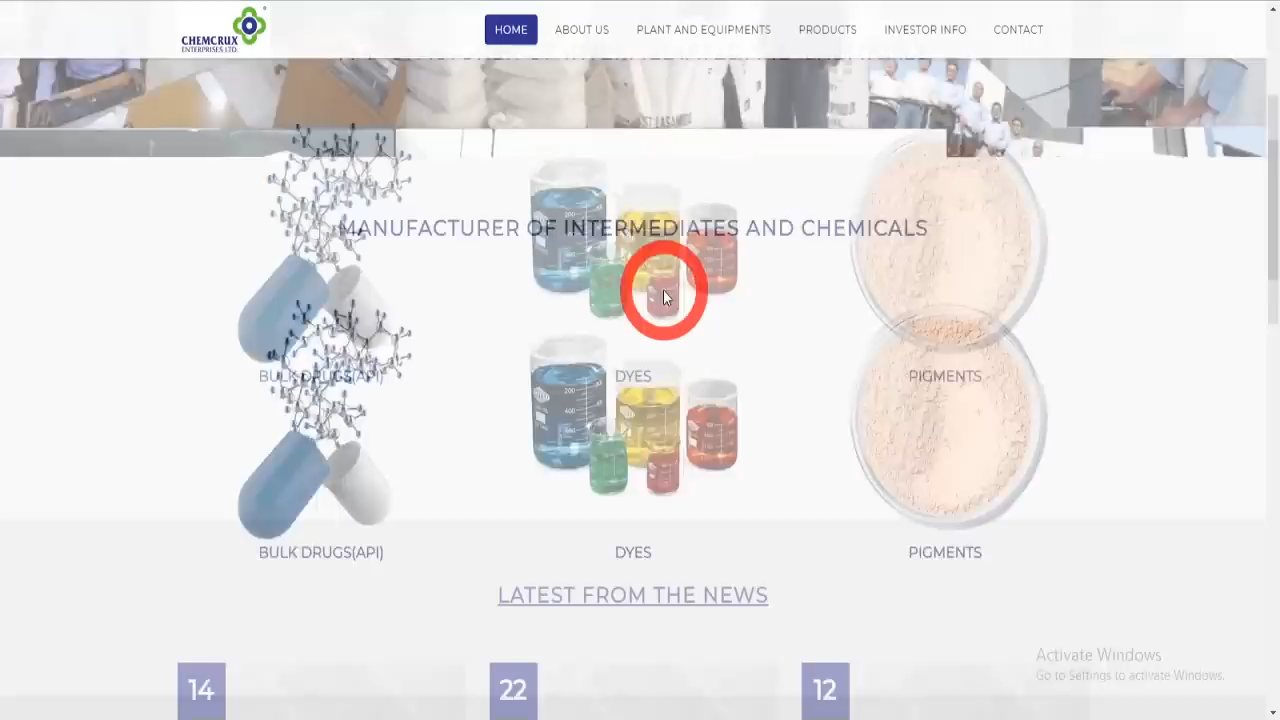 CHEMCRUX
ENTERPRISES LTD.
HOME
ABOUT US
PLANT AND EQUIPMENTS
PRODUCTS
INVESTOR INFO
CONTACT
MANUFACTURER OF INTERMEDIATES AND CHEMICALS
BULK DRUGS(API)
DYES
PIGMENTS
BULK DRUGS(API)
DYES
PIGMENTS
LATEST FROM THE NEWS
Activate Windows
Go to Settings to activate Windows.
14
22
12